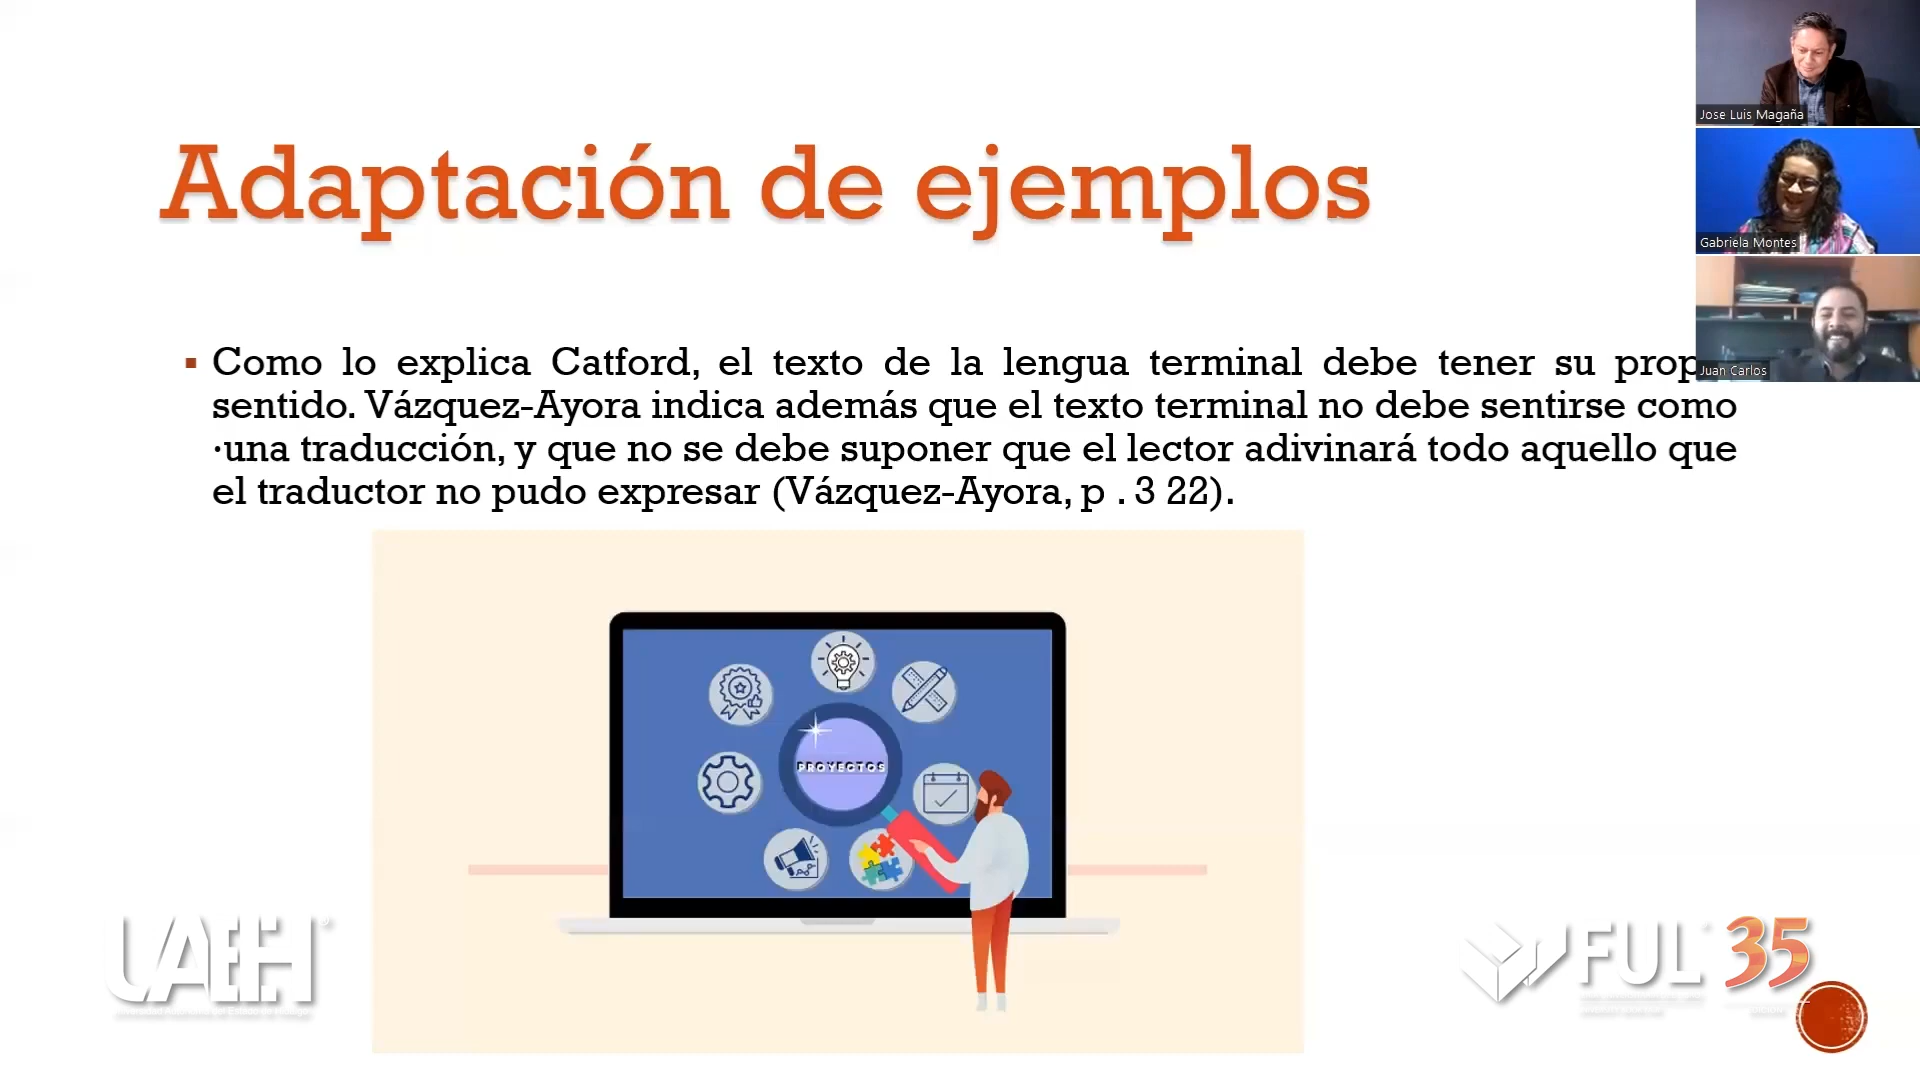 Jose Luis Magaña
Adaptación de ejemplos
Gabriela Montes
▪ Como lo explica Catford, el texto de la lengua terminal debe tener su prop
Juan Carlos
sentido. Vázquez-Ayora indica además que el texto terminal no debe sentirse como
·una traducción, y que no se debe suponer que el lector adivinará todo aquello que
el traductor no pudo expresar (Vázquez-Ayora, p . 3 22).
PROYECTOS
UAEH
FUL 35